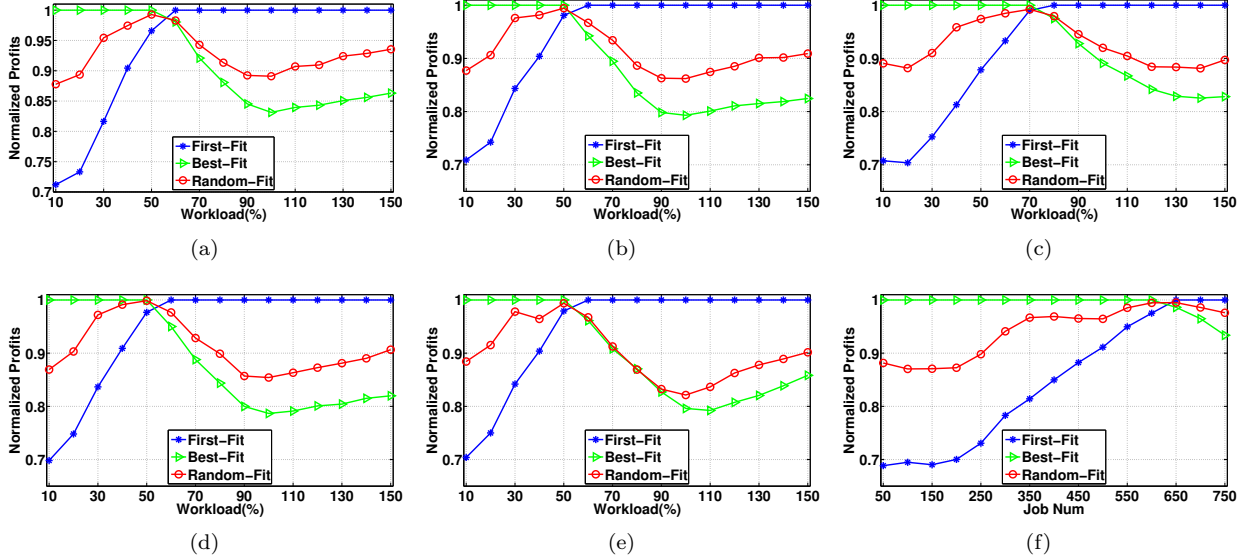 1
0.95
0.9
0.85
0.8
0.75
0.7
Normalized Profits
First-Fit
Best-Fit
Random-Fit
10 30 50 70 90 110 130 150
Workload(%)
(a)
1
0.9
0.8
0.7
Normalized Profits
First-Fit
Best-Fit
Random-Fit
10 30 50 70 90 110 130 150
Workload(%)
(b)
1
0.9
0.8
0.7
Normalized Profits
First-Fit
Best-Fit
Random-Fit
10 30 50 70 90 110 130 150
Workload(%)
(c)
1
0.9
0.8
0.7
Normalized Profits
First-Fit
Best-Fit
Random-Fit
10 30 50 70 90 110 130 150
Workload(%)
(d)
1
0.9
0.8
0.7
Normalized Profits
First-Fit
Best-Fit
Random-Fit
10 30 50 70 90 110 130 150
Workload(%)
(e)
1
0.9
0.8
0.7
Normalized Profits
First-Fit
Best-Fit
Random-Fit
50 150 250 350 450 550 650 750
Job Num
(f)